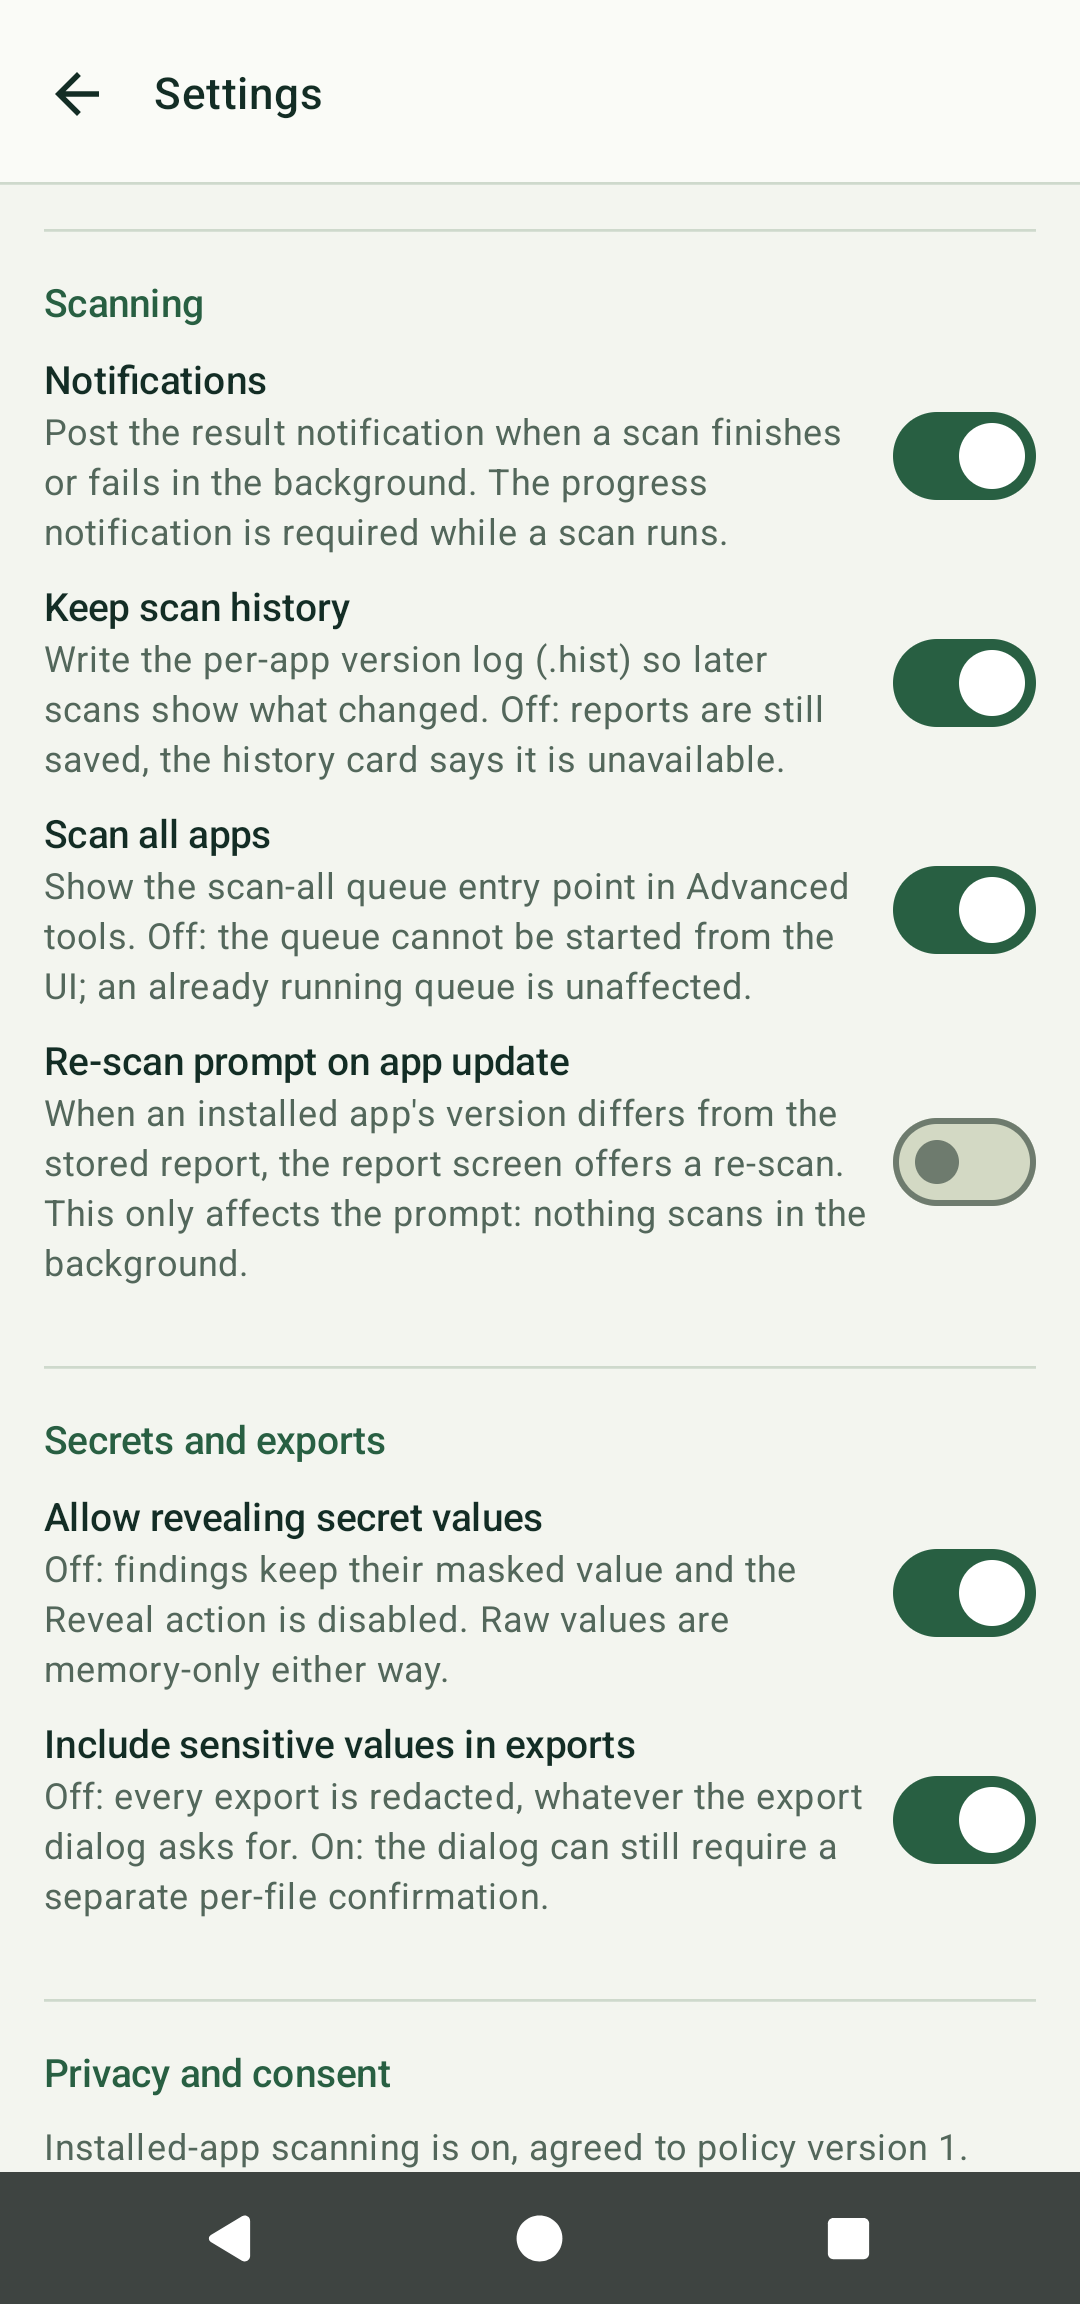 Settings
Scanning
Notifications
Post the result notification when a scan finishes
or fails in the background. The progress
notification is required while a scan runs.
Keep scan history
Write the per-app version log (.hist) so later
scans show what changed. Off: reports are still
saved, the history card says it is unavailable.
Scan all apps
Show the scan-all queue entry point in Advanced
tools. Off: the queue cannot be started from the
UI; an already running queue is unaffected.
Re-scan prompt on app update
When an installed app's version differs from the
stored report, the report screen offers a re-scan.
This only affects the prompt: nothing scans in the
background.
Secrets and exports
Allow revealing secret values
Off: findings keep their masked value and the
Reveal action is disabled. Raw values are
memory-only either way.
Include sensitive values in exports
Off: every export is redacted, whatever the export
dialog asks for. On: the dialog can still require a
separate per-file confirmation.
Privacy and consent
Installed-app scanning is on, agreed to policy version 1.